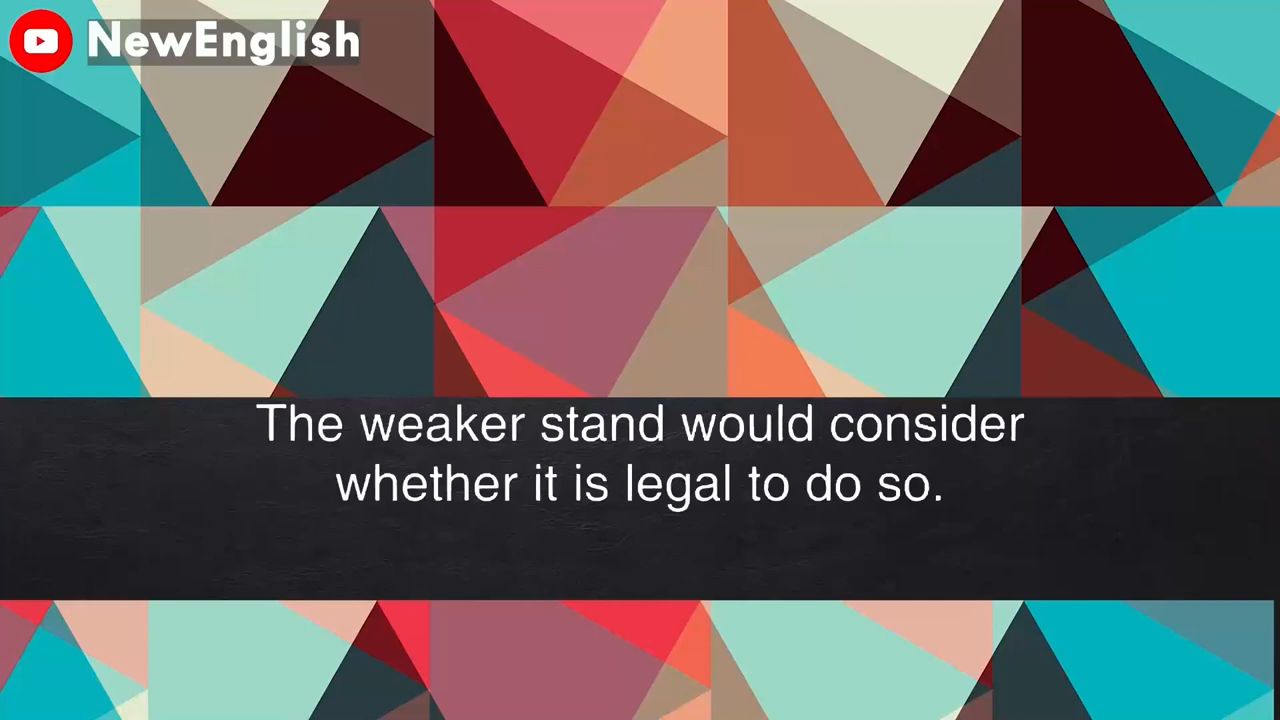 NewEnglish
The weaker stand would consider
whether it is legal to do so.